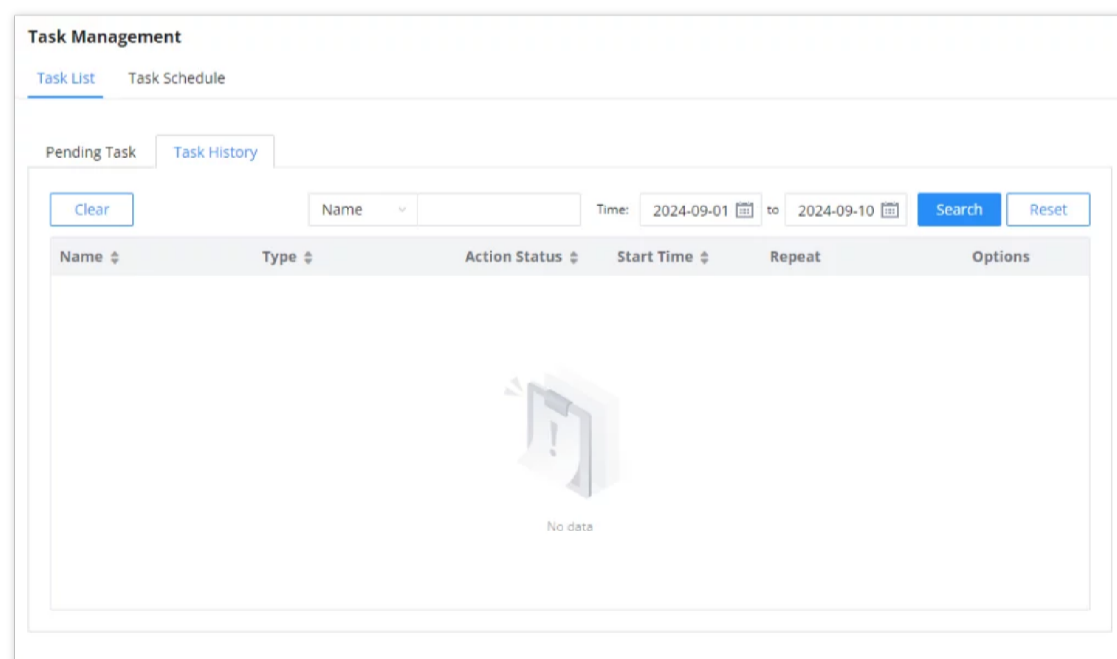 Task Management
Task List Task Schedule
Pending Task Task History
Clear Name Time: 2024-09-01 to 2024-09-10 Search Reset
Name Type Action Status Start Time Repeat Options
No data